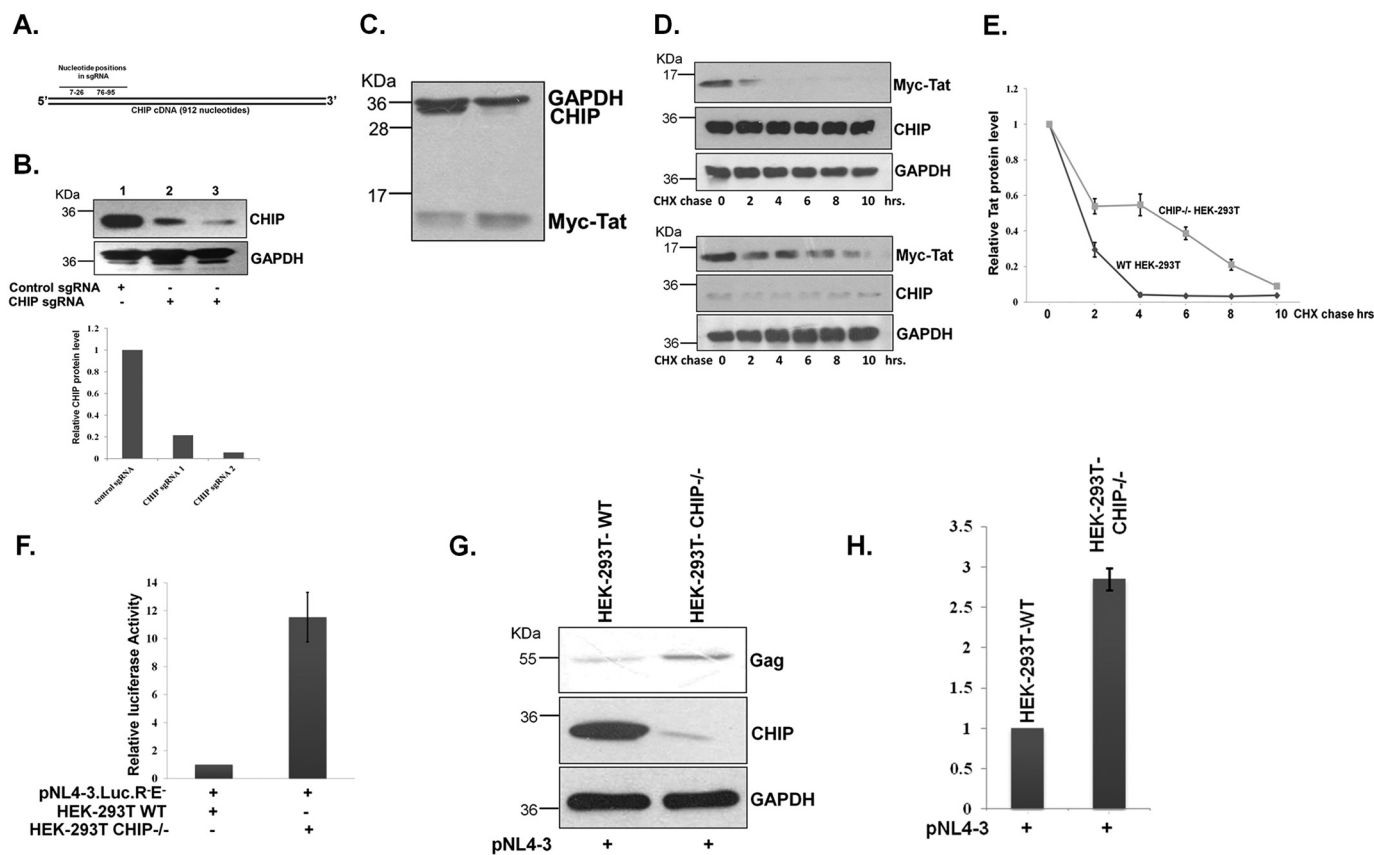 A.
Nucleotide positions
in sgRNA
7-26 76-95
5' 3'
CHIP cDNA (912 nucleotides)
B.
KDa 1 2 3
36 CHIP
36 GAPDH
Control sgRNA + - -
CHIP sgRNA - + +
Relative CHIP protein level
1.2
1
0.8
0.6
0.4
0.2
0
control sgRNA
CHIP sgRNA 1
CHIP sgRNA 2
C.
KDa
36 GAPDH
CHIP
28
17
Myc-Tat
D.
KDa
17 Myc-Tat
36 CHIP
36 GAPDH
CHX chase 0 2 4 6 8 10 hrs.
17 Myc-Tat
CHIP
36 GAPDH
CHX chase 0 2 4 6 8 10 hrs.
E.
Relative Tat protein level
1.2
1
0.8
0.6
0.4
0.2
0
CHIP-/- HEK-293T
WT HEK-293T
0 2 4 6 8 10 CHX chase hrs
F.
Relative luciferase Activity
14
12
10
8
6
4
2
0
pNL4-3.Luc.R-E- + +
HEK-293T WT + -
HEK-293T CHIP-/- - +
G.
HEK-293T- WT
HEK-293T- CHIP-/-
KDa
55 Gag
36 CHIP
36 GAPDH
pNL4-3 + +
H.
HEK-293T-WT
HEK-293T-
CHIP-/-
3.5
3
2.5
2
1.5
1
0.5
0
pNL4-3 + +